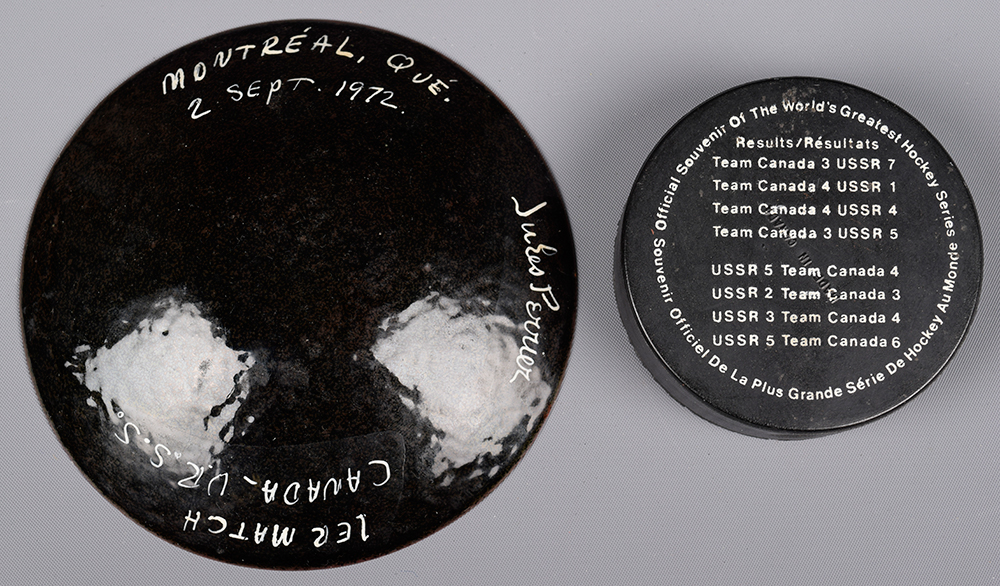 MONTRÉAL, QUÉ.
2 SEPT. 1972.
Jules Perrier
1ER MATCH
CANADA - U.R.S.S.
Official Souvenir Of The World's Greatest Hockey Series
Results/Résultats
Team Canada 3 USSR 7
Team Canada 4 USSR 1
Team Canada 4 USSR 4
Team Canada 3 USSR 5
USSR 5 Team Canada 4
USSR 2 Team Canada 3
USSR 3 Team Canada 4
USSR 5 Team Canada 6
Souvenir Officiel De La Plus Grande Série De Hockey Au Monde